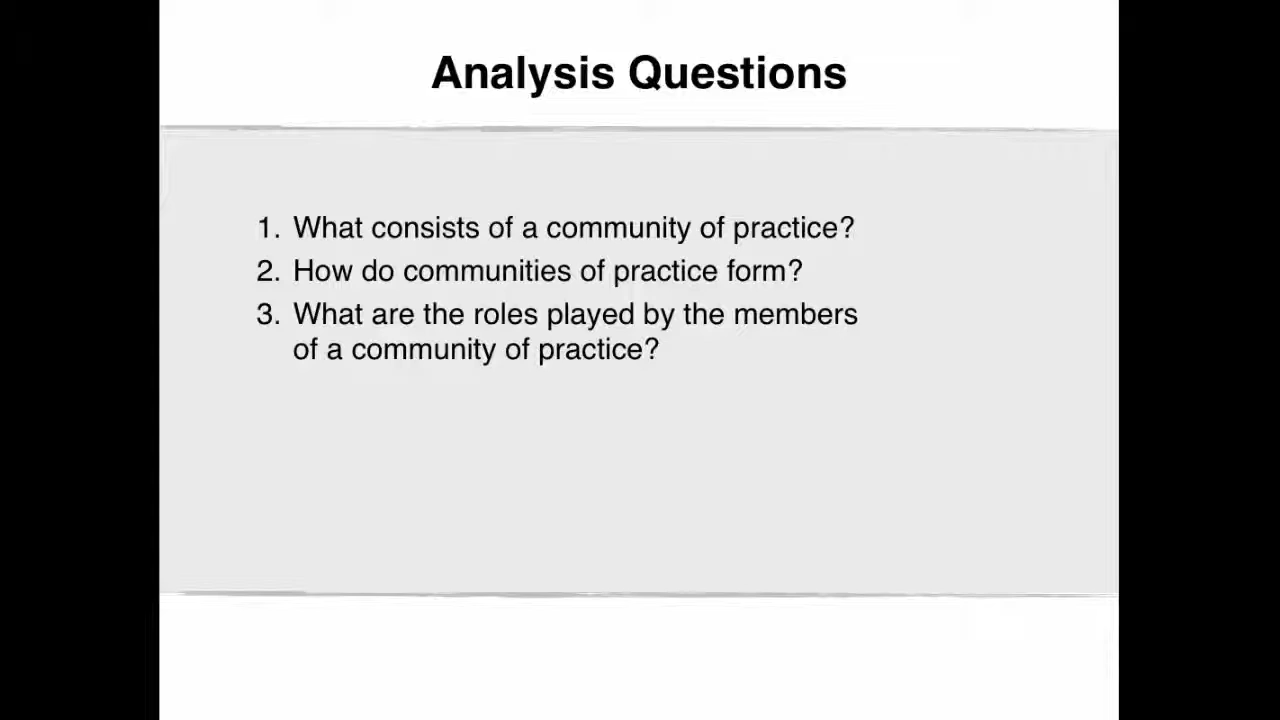 Analysis Questions
1. What consists of a community of practice?
2. How do communities of practice form?
3. What are the roles played by the members
of a community of practice?